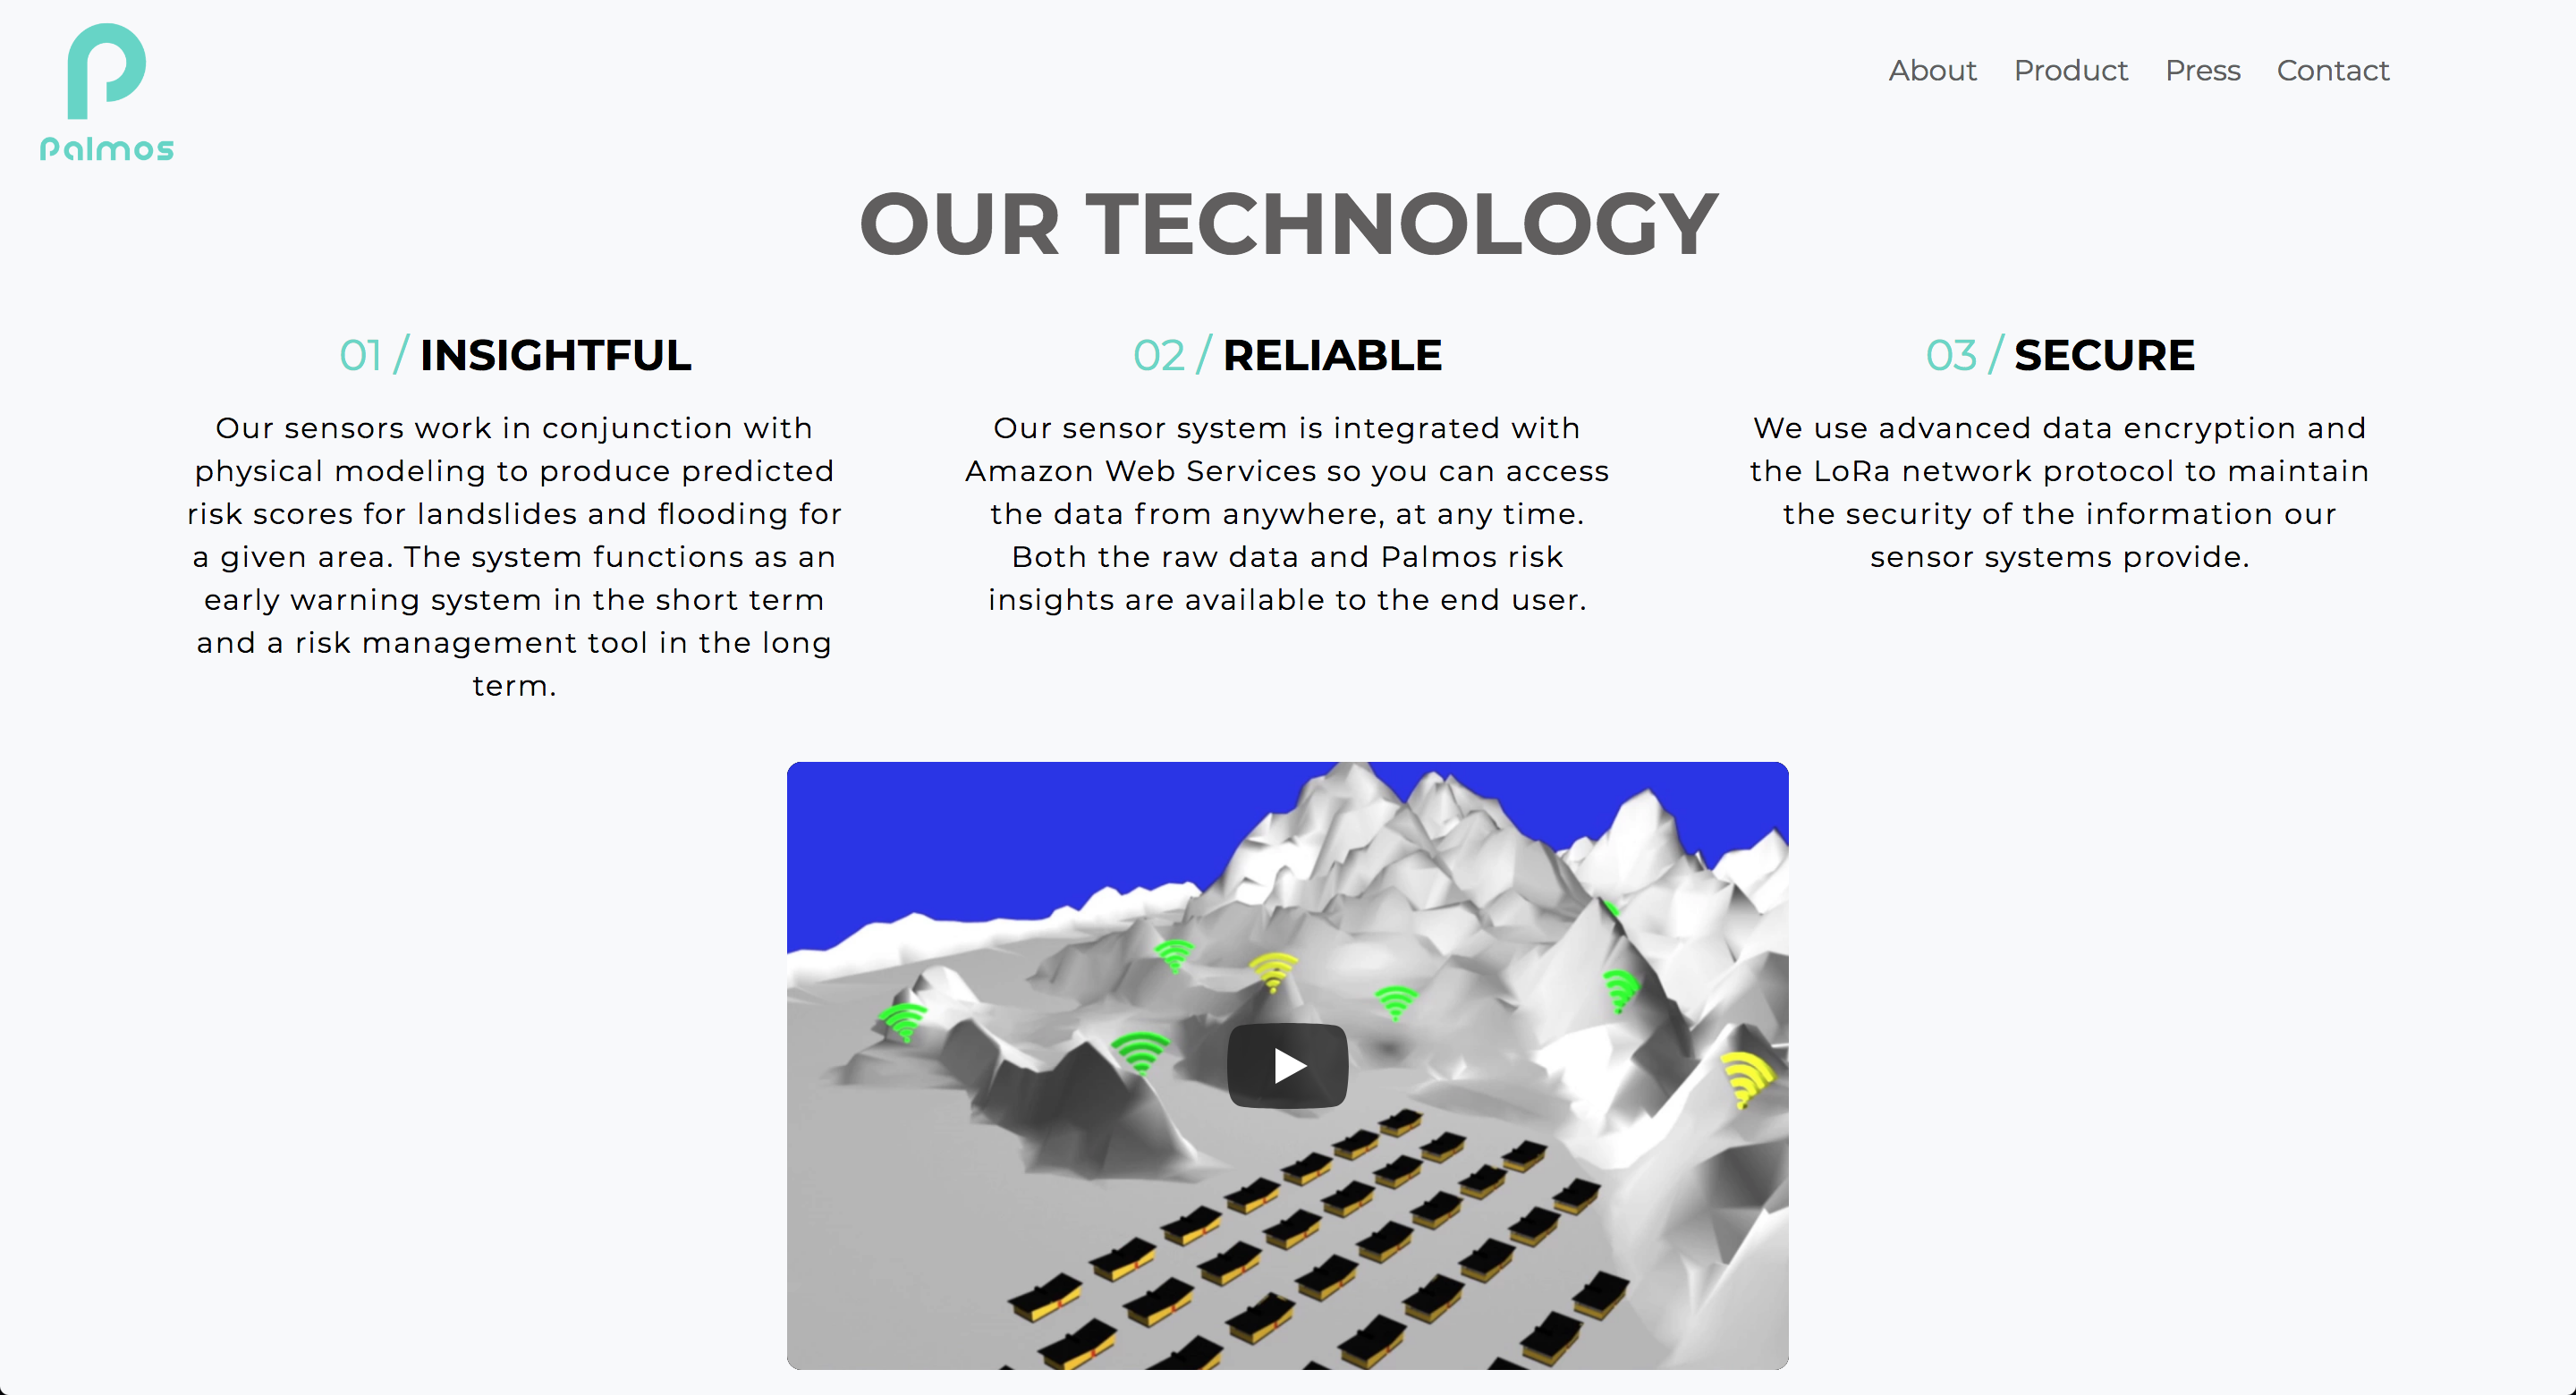 Palmos
About Product Press Contact
OUR TECHNOLOGY
01 / INSIGHTFUL
Our sensors work in conjunction with
physical modeling to produce predicted
risk scores for landslides and flooding for
a given area. The system functions as an
early warning system in the short term
and a risk management tool in the long
term.
02 / RELIABLE
Our sensor system is integrated with
Amazon Web Services so you can access
the data from anywhere, at any time.
Both the raw data and Palmos risk
insights are available to the end user.
03 / SECURE
We use advanced data encryption and
the LoRa network protocol to maintain
the security of the information our
sensor systems provide.